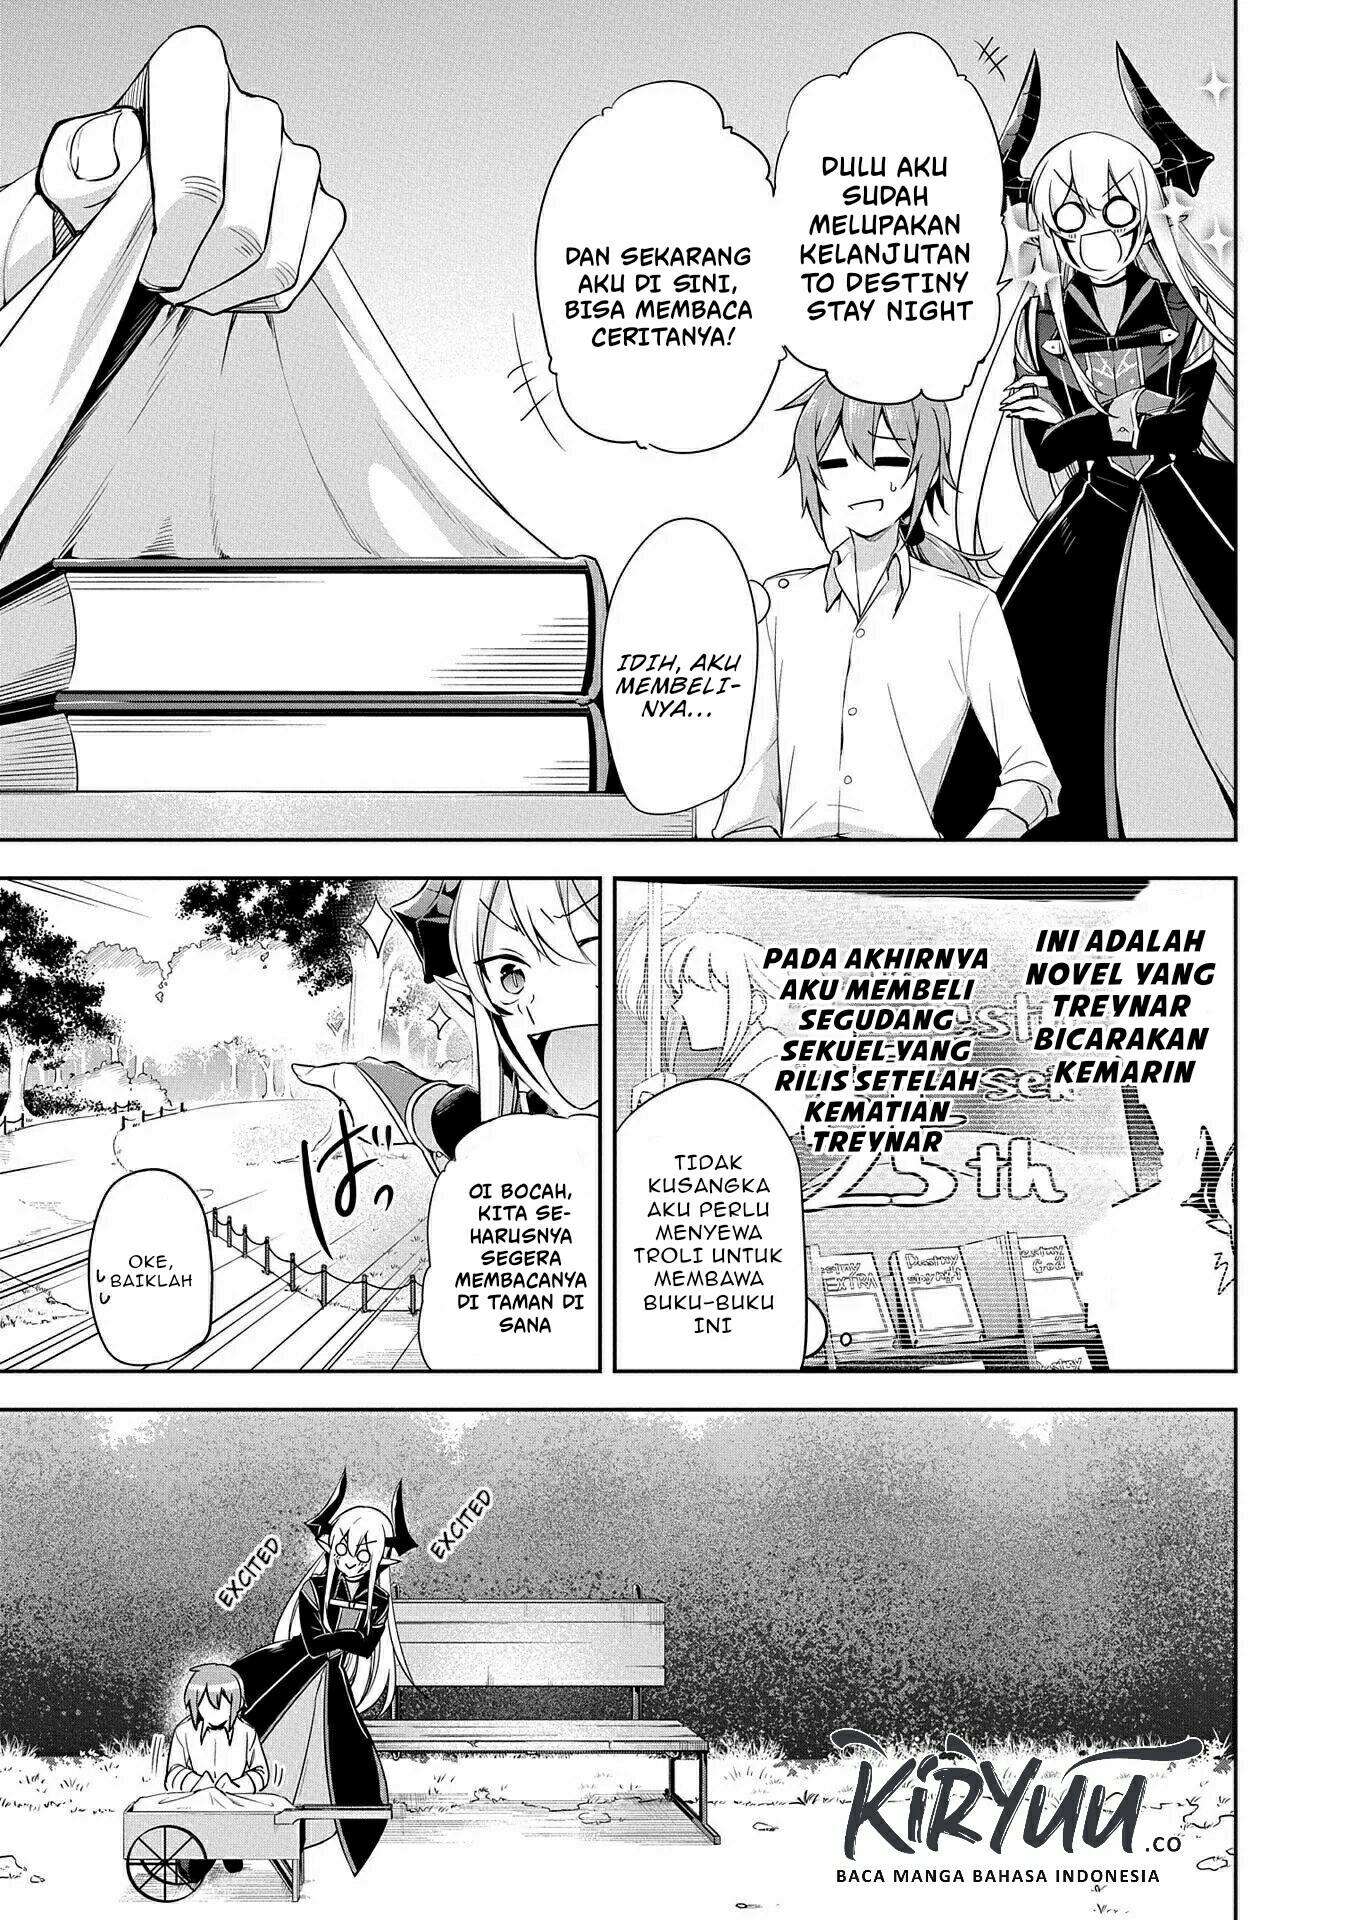 DULU AKU
SUDAH
MELUPAKAN
KELANJUTAN
TO DESTINY
STAY NIGHT
DAN SEKARANG
AKU DI SINI,
BISA MEMBACA
CERITANYA!
IDIH, AKU
MEMBELI-
NYA...
INI ADALAH
NOVEL YANG
TREYNAR
BICARAKAN
KEMARIN
PADA AKHIRNYA
AKU MEMBELI
SEGUDANG
SEKUEL YANG
RILIS SETELAH
KEMATIAN
TREYNAR
25th
TIDAK
KUSANGKA
AKU PERLU
MENYEWA
TROLI UNTUK
MEMBAWA
BUKU-BUKU
INI
OI BOCAH,
KITA SE-
HARUSNYA
SEGERA
MEMBACANYA
DI TAMAN DI
SANA
ばっ
OKE,
BAIKLAH
EXCITED
EXCITED
KIRYUU.CO
BACA MANGA BAHASA INDONESIA